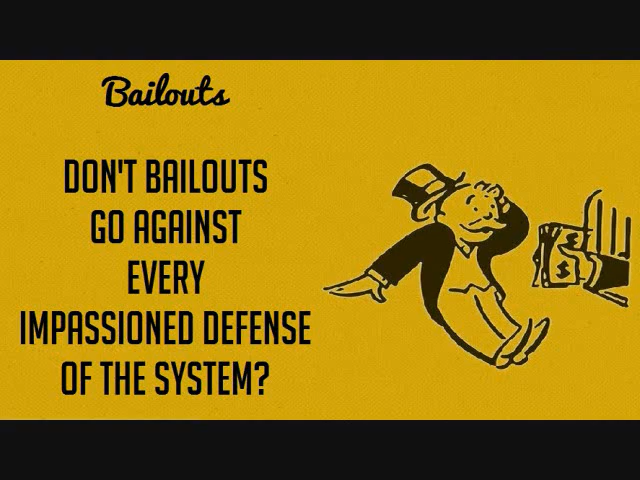 Bailouts
DON'T BAILOUTS
GO AGAINST
EVERY
IMPASSIONED DEFENSE
OF THE SYSTEM?
$
$